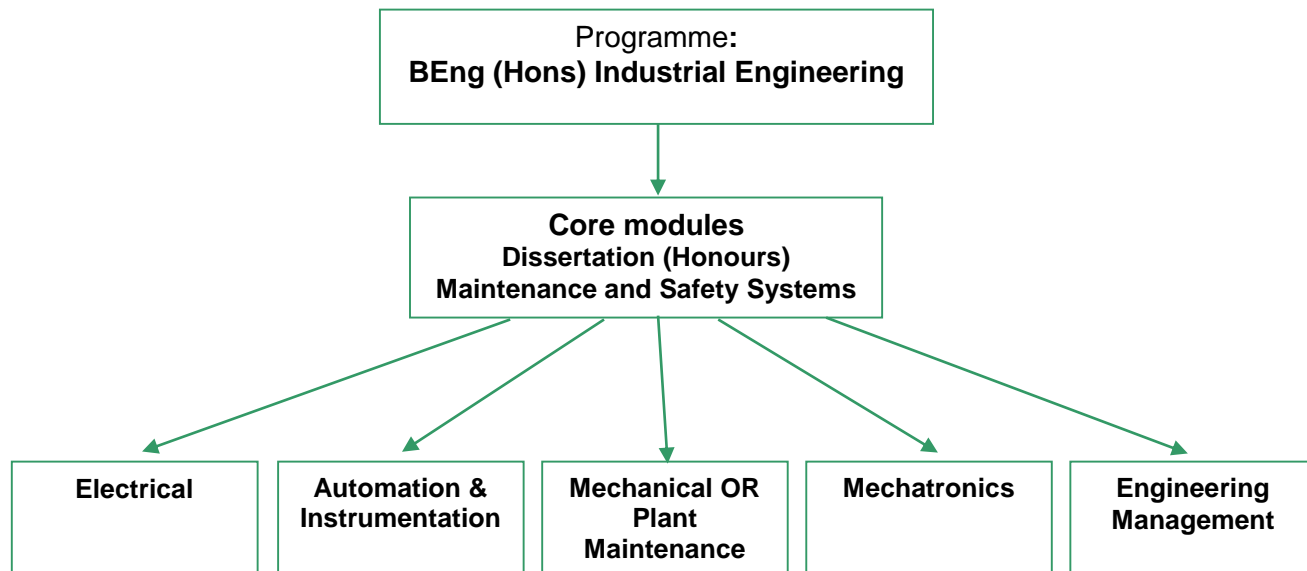 Programme:
BEng (Hons) Industrial Engineering
Core modules
Dissertation (Honours)
Maintenance and Safety Systems
Electrical
Automation &
Instrumentation
Mechanical OR
Plant
Maintenance
Mechatronics
Engineering
Management